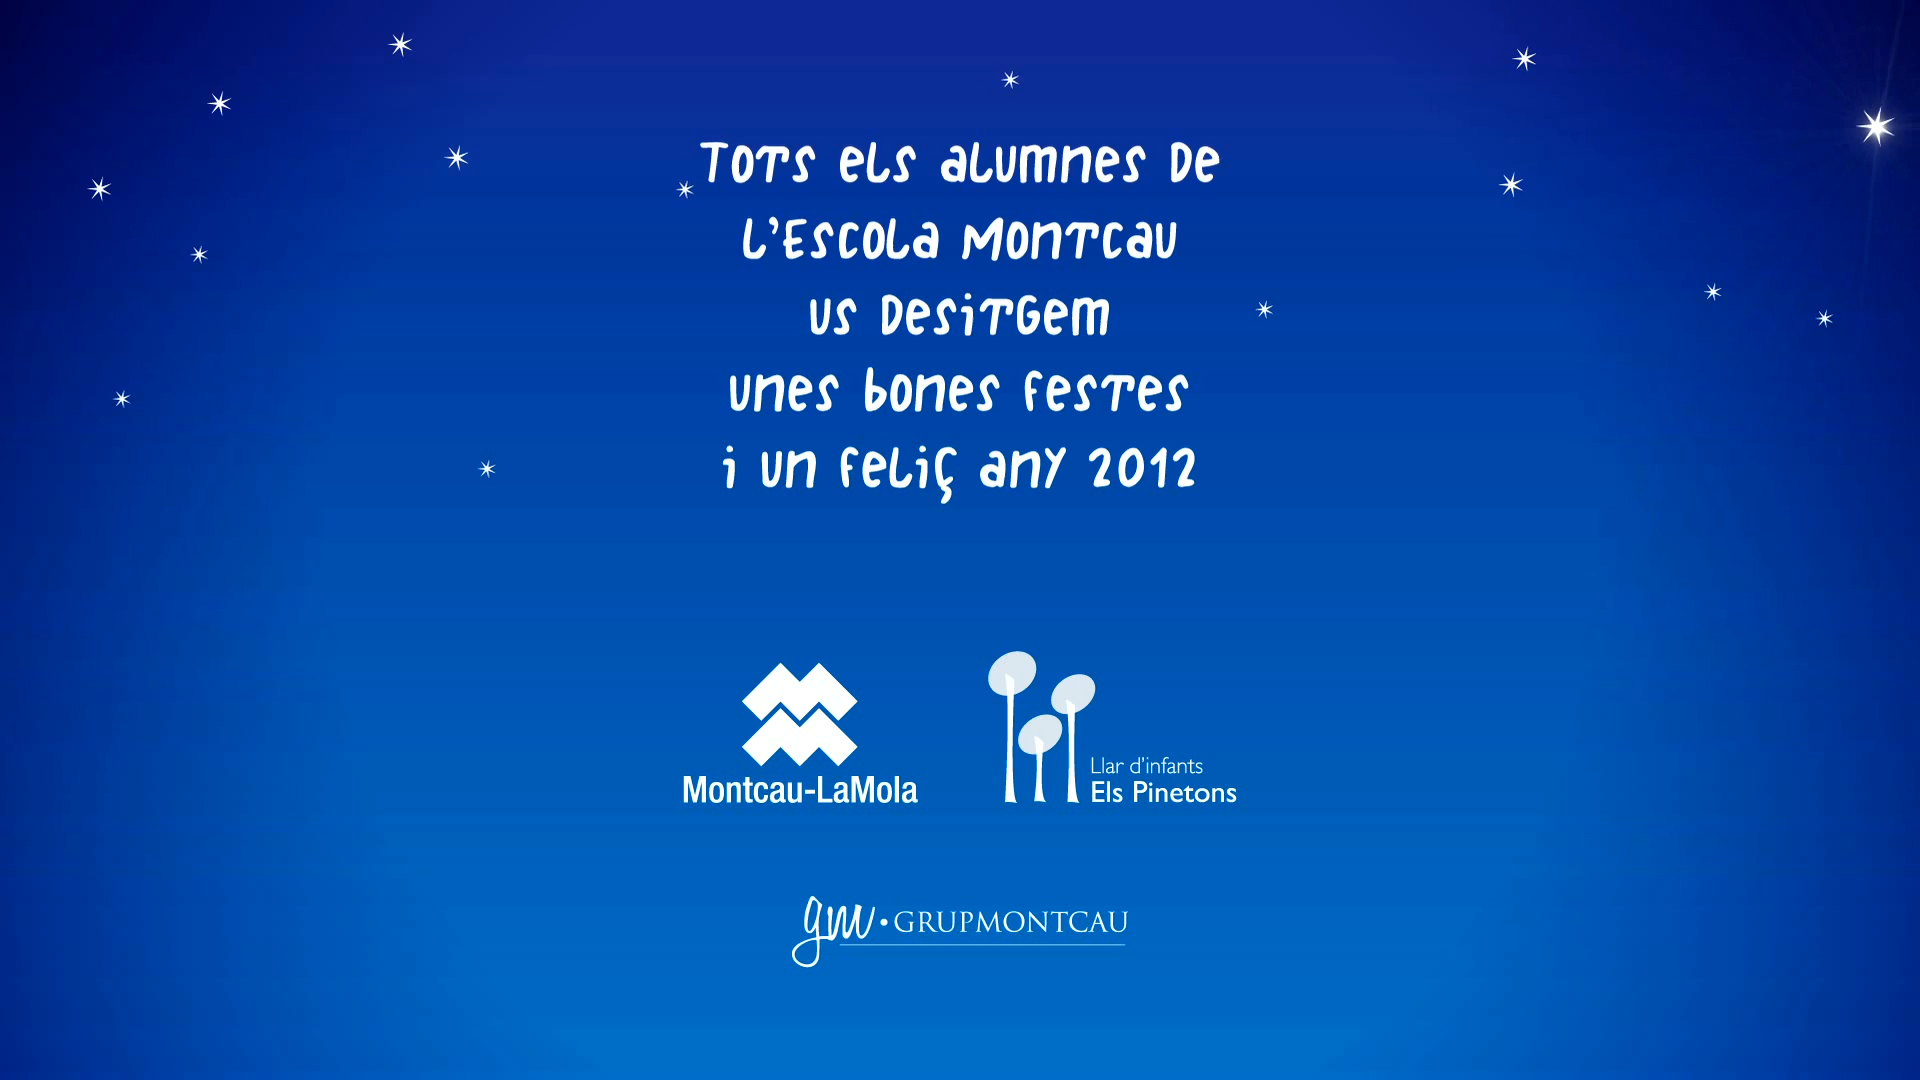 Tots els alumnes de
l'Escola Montcau
us desitgem
unes bones festes
i un feliç any 2012
Montcau-LaMola
Llar d'infants
Els Pinetons
gm · GRUPMONTCAU